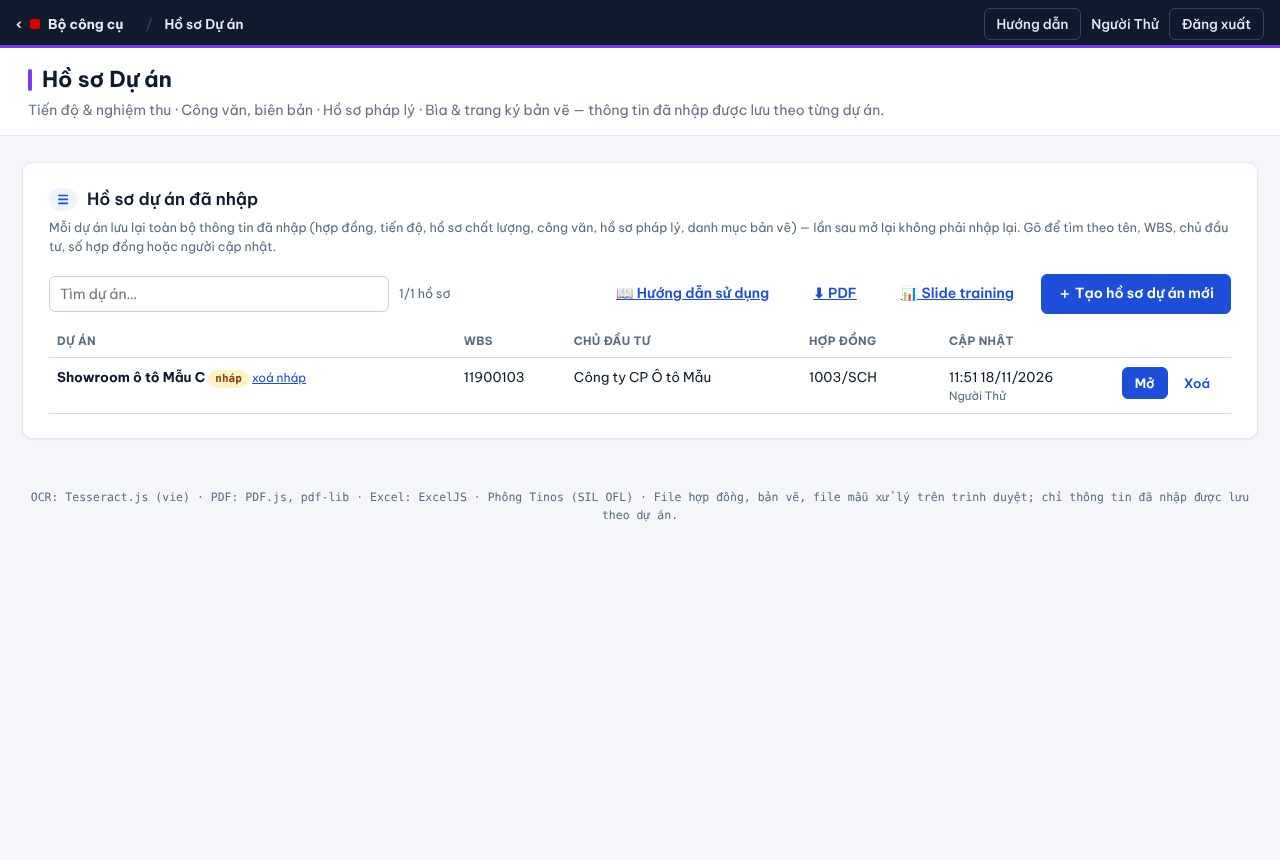 ‹ Bộ công cụ / Hồ sơ Dự án Hướng dẫn Người Thử Đăng xuất
Hồ sơ Dự án
Tiến độ & nghiệm thu · Công văn, biên bản · Hồ sơ pháp lý · Bìa & trang ký bản vẽ — thông tin đã nhập được lưu theo từng dự án.
☰ Hồ sơ dự án đã nhập
Mỗi dự án lưu lại toàn bộ thông tin đã nhập (hợp đồng, tiến độ, hồ sơ chất lượng, công văn, hồ sơ pháp lý, danh mục bản vẽ) — lần sau mở lại không phải nhập lại. Gõ để tìm theo tên, WBS, chủ đầu
tư, số hợp đồng hoặc người cập nhật.
Tìm dự án… 1/1 hồ sơ 📖 Hướng dẫn sử dụng ⬇ PDF 📊 Slide training + Tạo hồ sơ dự án mới
DỰ ÁN WBS CHỦ ĐẦU TƯ HỢP ĐỒNG CẬP NHẬT
Showroom ô tô Mẫu C nháp xoá nháp 11900103 Công ty CP Ô tô Mẫu 1003/SCH 11:51 18/11/2026 Mở Xoá
Người Thử
OCR: Tesseract.js (vie) · PDF: PDF.js, pdf-lib · Excel: ExcelJS · Phông Tinos (SIL OFL) · File hợp đồng, bản vẽ, file mẫu xử lý trên trình duyệt; chỉ thông tin đã nhập được lưu
theo dự án.